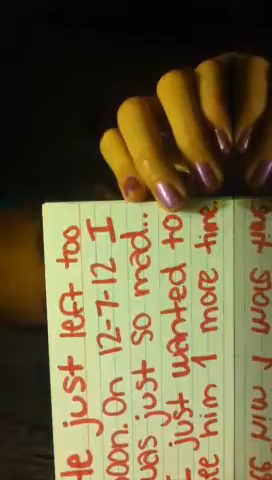 He just left too
soon. On 12-7-12 I
was just so mad...
I just wanted to
see him 1 more time